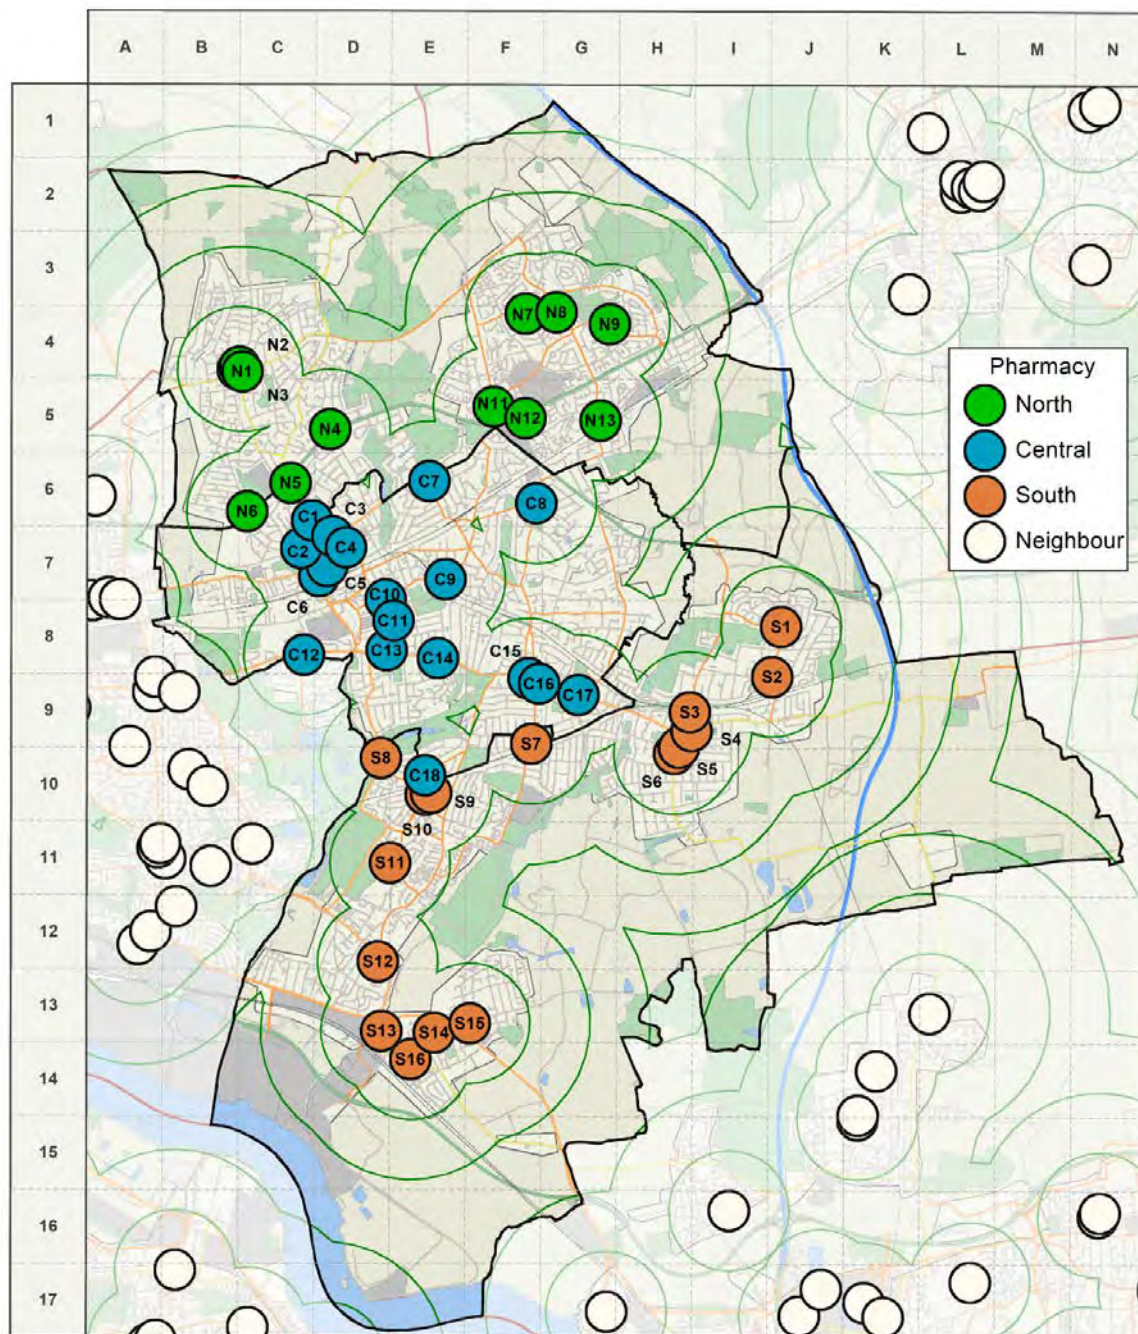 A B C D E F G H I J K L M N
1
2
3
N7 N8 N9
4
N2
N1
Pharmacy
N3
North
N11 N12 N13
5
N4
Central
6
C7
N5
South
C8
N6
C1 C3
Neighbour
C2 C4
7
C9
C5
C10
C6
C11
S1
8
C13
C12 C14 C15
S2
C16 C17
9
S3
S4
S7
S8
S5
C18
S6
10
S9
S10
S11
11
12
S12
13
S13 S14 S15
S16
14
15
16
17